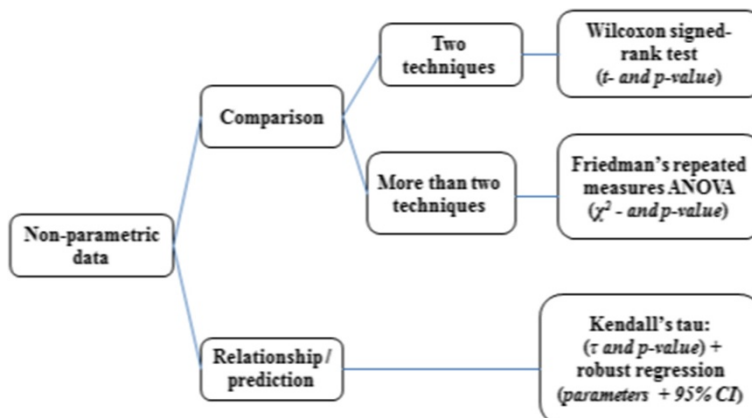 Two
techniques
Wilcoxon signed-
rank test
(t- and p-value)
Comparison
More than two
techniques
Friedman's repeated
measures ANOVA
(χ² - and p-value)
Non-parametric
data
Relationship/
prediction
Kendall's tau:
(τ and p-value) +
robust regression
(parameters + 95% CI)